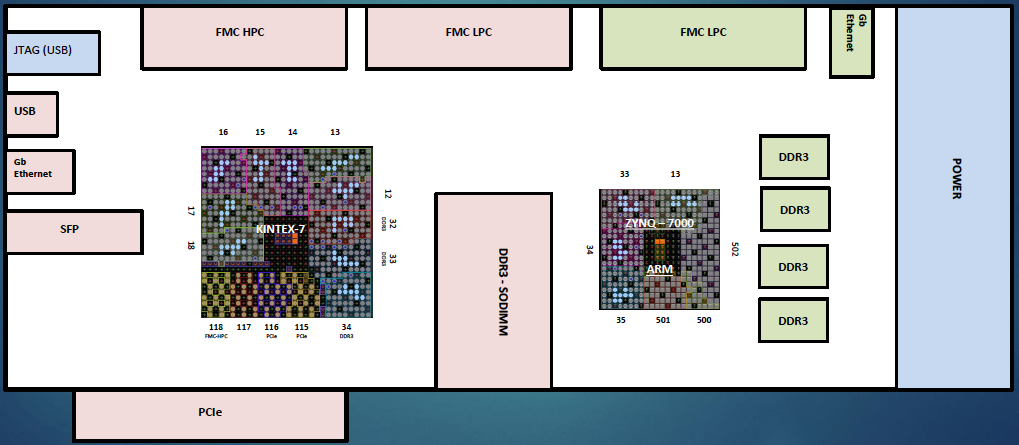 FMC HPC
FMC LPC
FMC LPC
Gb
Ethernet
JTAG (USB)
USB
Gb
Ethernet
SFP
POWER
16
15
14
13
12
32
DDR3
33
DDR3
17
18
KINTEX-7
118
FMC-HPC
117
116
PCIe
115
PCIe
34
DDR3
DDR3 - SODIMM
33
13
34
ZYNQ – 7000
ARM
502
35
501
500
DDR3
DDR3
DDR3
DDR3
PCIe